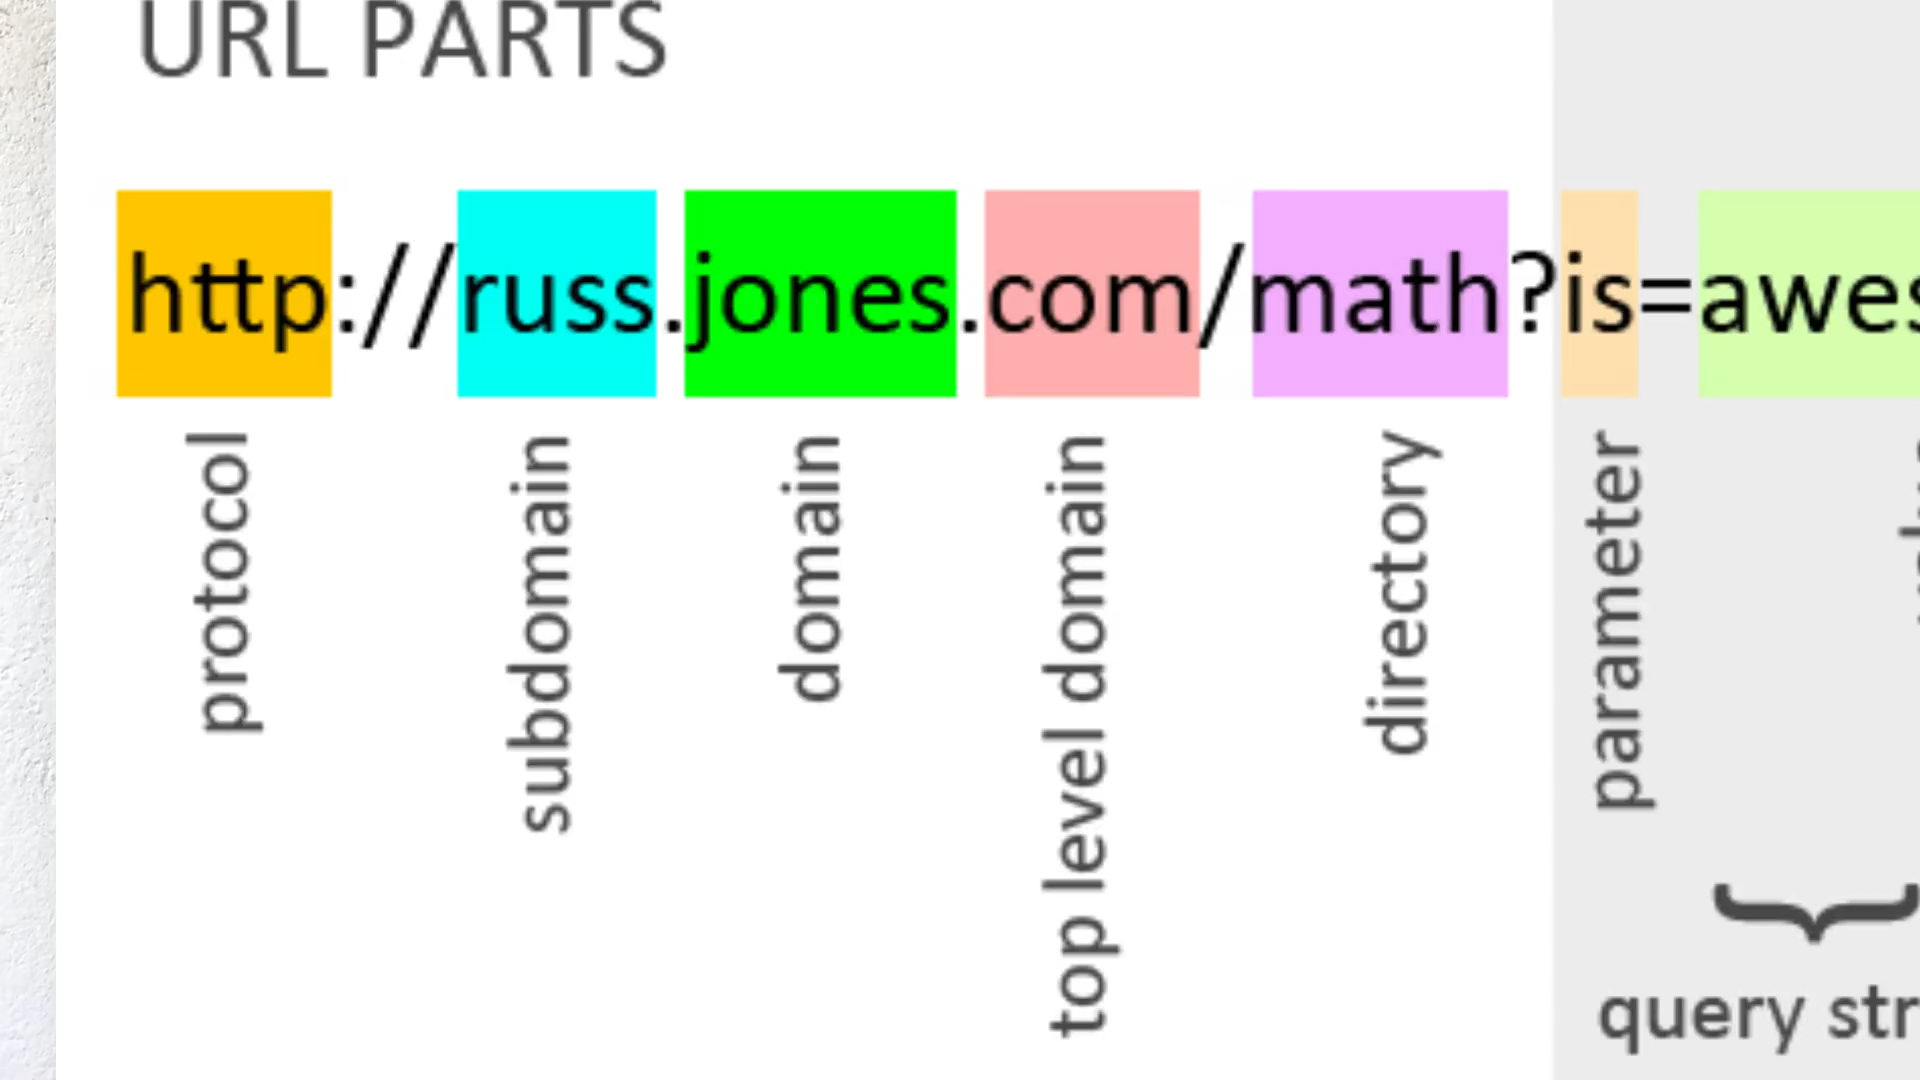 URL PARTS
http://russ.jones.com/math?is=awes
protocol
subdomain
domain
top level domain
directory
parameter
query str